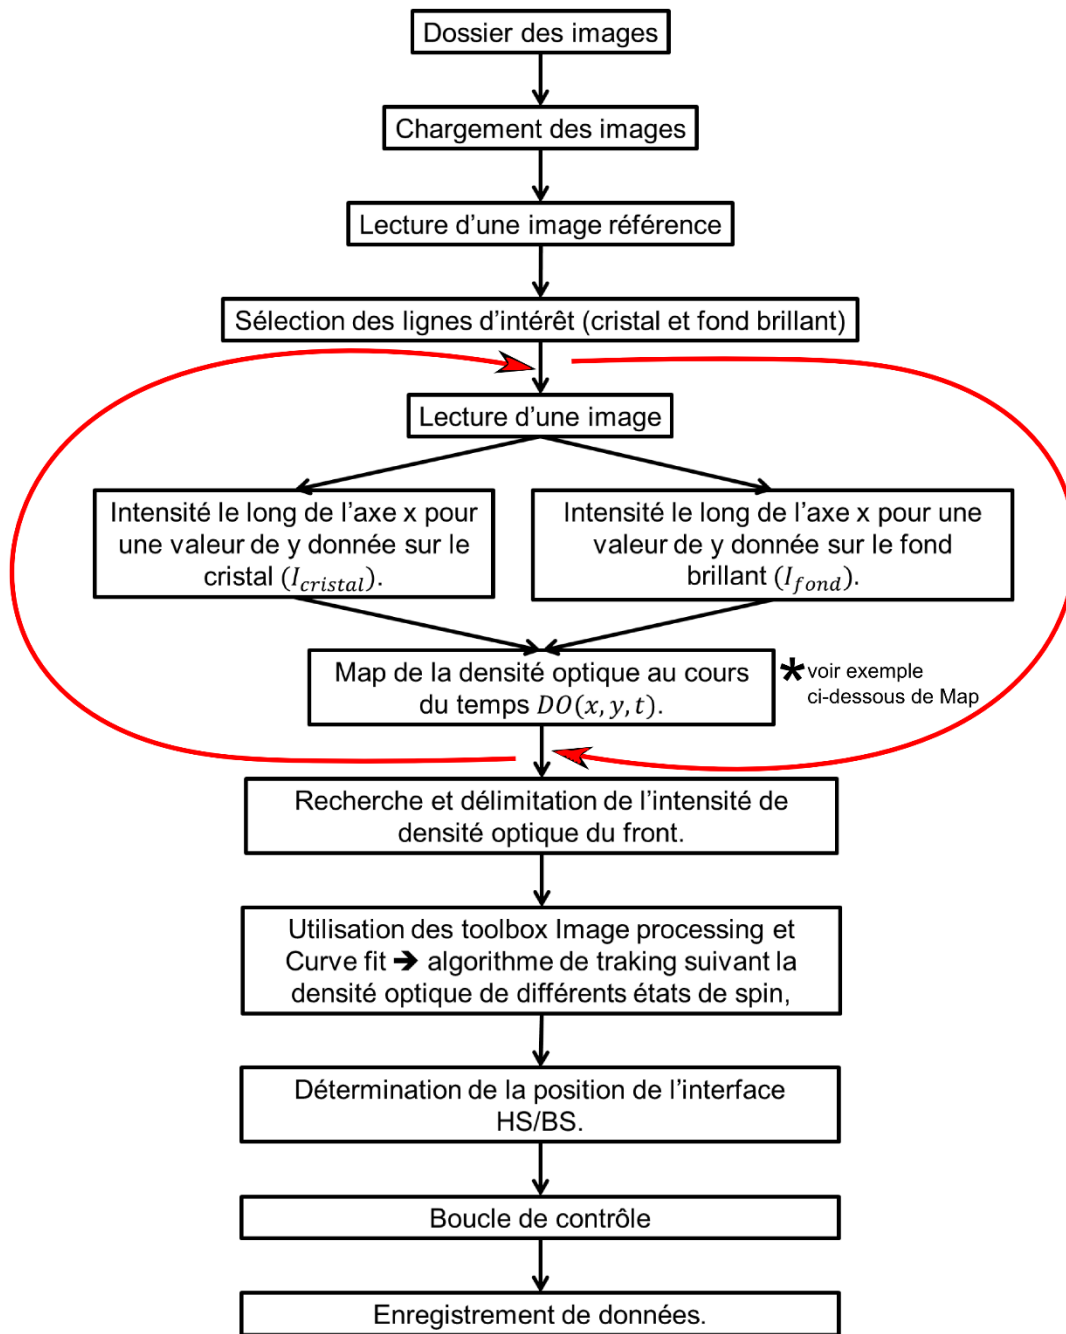 Dossier des images
Chargement des images
Lecture d'une image référence
Sélection des lignes d'intérêt (cristal et fond brillant)
Lecture d'une image
Intensité le long de l'axe x pour
une valeur de y donnée sur le
cristal (I_cristal).
Intensité le long de l'axe x pour une
valeur de y donnée sur le fond
brillant (I_fond).
Map de la densité optique au cours
du temps DO(x, y, t).
* voir exemple
ci-dessous de Map
Recherche et délimitation de l'intensité de
densité optique du front.
Utilisation des toolbox Image processing et
Curve fit ➔ algorithme de traking suivant la
densité optique de différents états de spin,
Détermination de la position de l'interface
HS/BS.
Boucle de contrôle
Enregistrement de données.